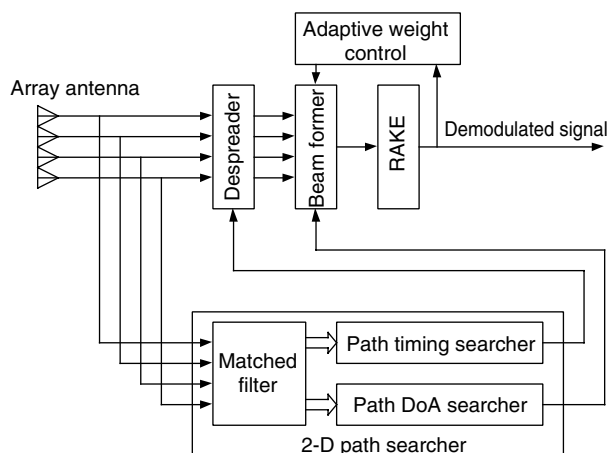 Adaptive weight
control
Array antenna
Despreader
Beam former
RAKE
Demodulated signal
Matched
filter
Path timing searcher
Path DoA searcher
2-D path searcher